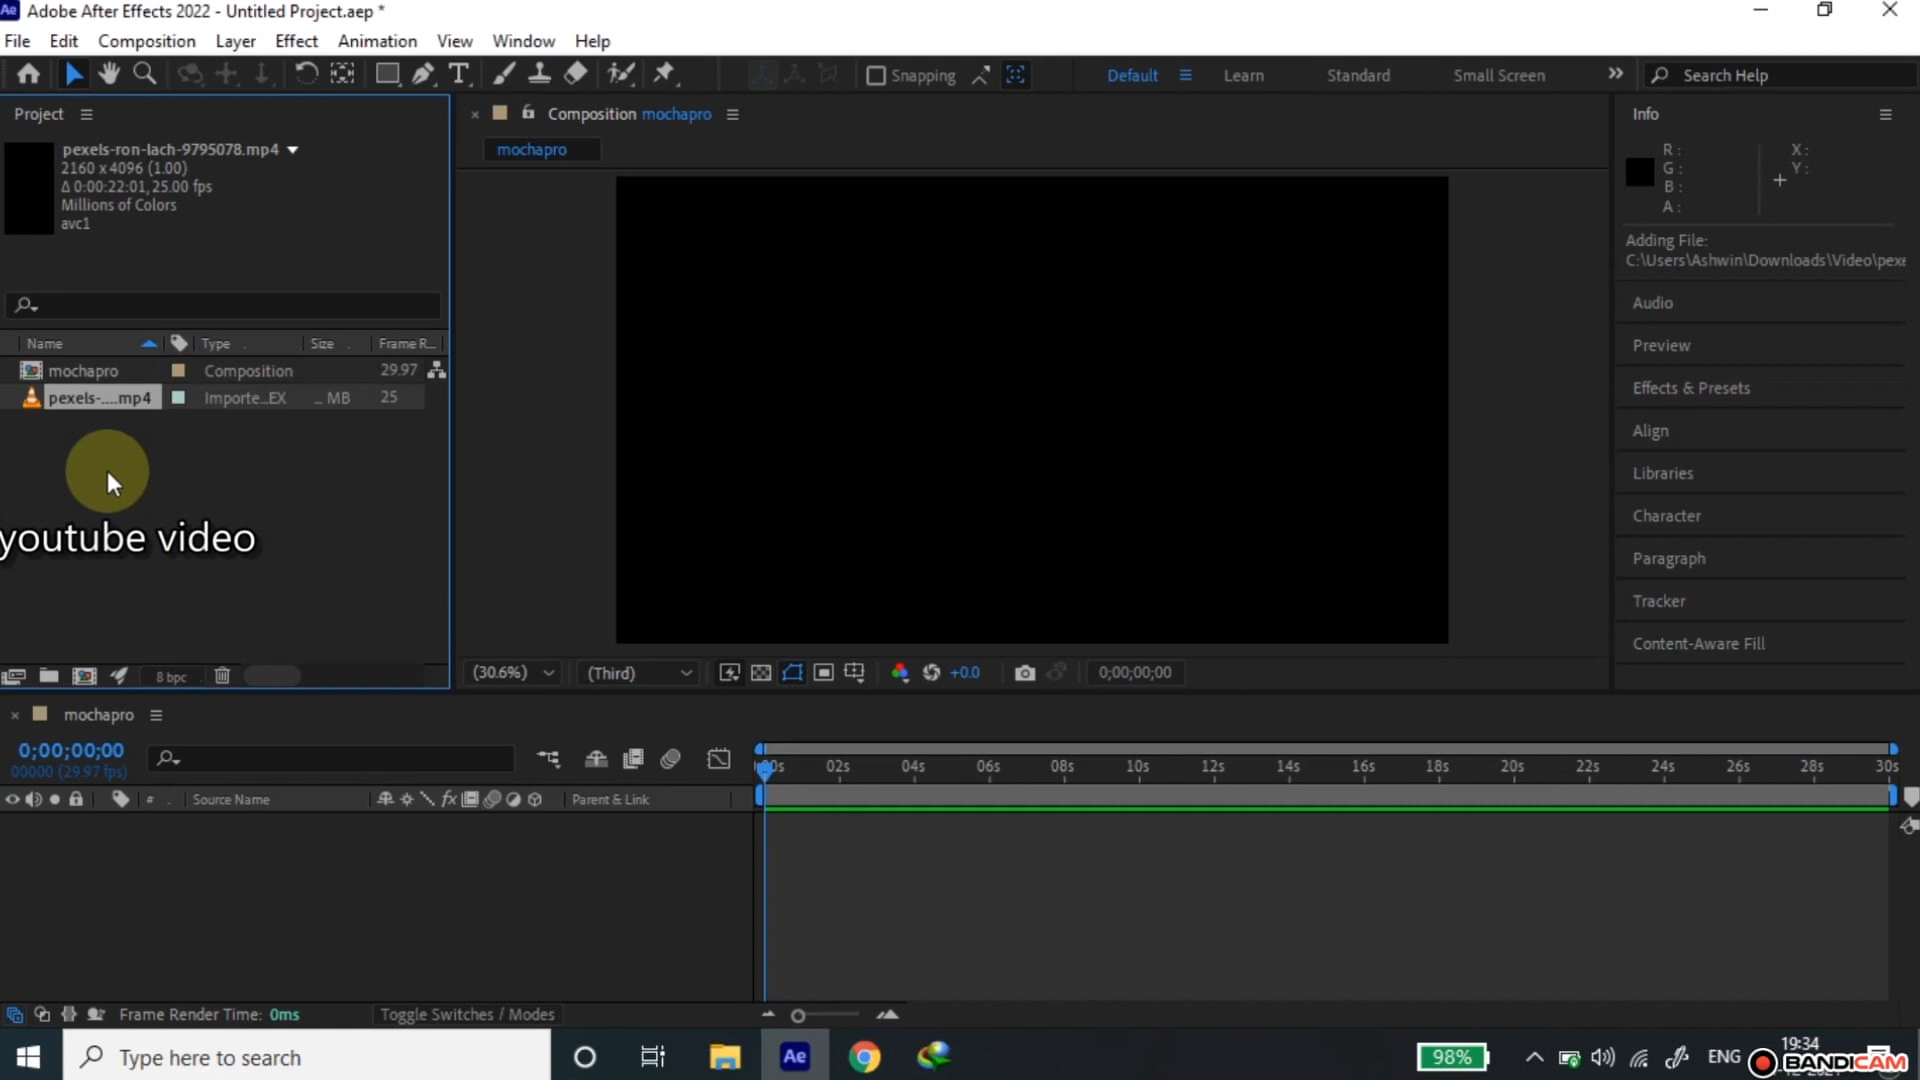 Ae Adobe After Effects 2022 - Untitled Project.aep *
File Edit Composition Layer Effect Animation View Window Help
Snapping Default Learn Standard Small Screen Search Help
Project
pexels-ron-lach-9795078.mp4
2160 x 4096 (1.00)
Δ 0:00:22:01, 25.00 fps
Millions of Colors
avc1
Name Type Size Frame R...
mochapro Composition 29.97
pexels-....mp4 Importe...EX ... MB 25
youtube video
8 bpc
Composition mochapro
mochapro
(30.6%) (Third) +0.0 0;00;00;00
Info
R: X:
G: Y:
B:
A:
Adding File:
C:\Users\Ashwin\Downloads\Video\pexe
Audio
Preview
Effects & Presets
Align
Libraries
Character
Paragraph
Tracker
Content-Aware Fill
mochapro
0;00;00;00
00000 (29.97 fps)
02s 04s 06s 08s 10s 12s 14s 16s 18s 20s 22s 24s 26s 28s 30s
# Source Name fx Parent & Link
Frame Render Time: 0ms Toggle Switches / Modes
Type here to search Ae 98% ENG 19:34
BANDICAM